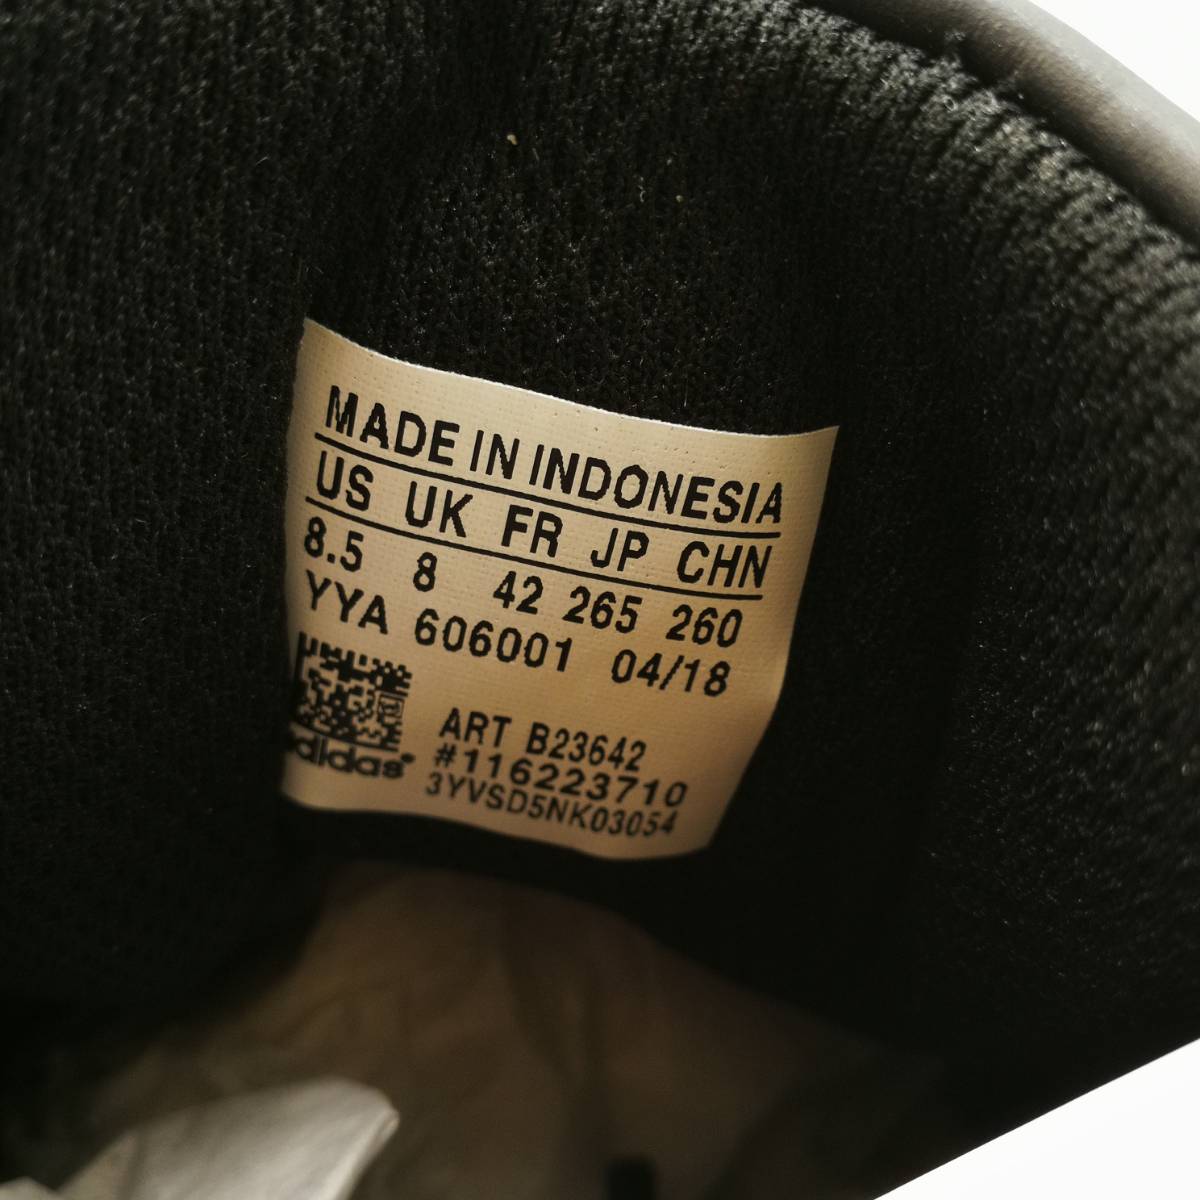 MADE IN INDONESIA
US UK FR JP CHN
8.5 8 42 265 260
YYA 606001 04/18
ART B23642
#116223710
3YVSD5NK03054
adidas